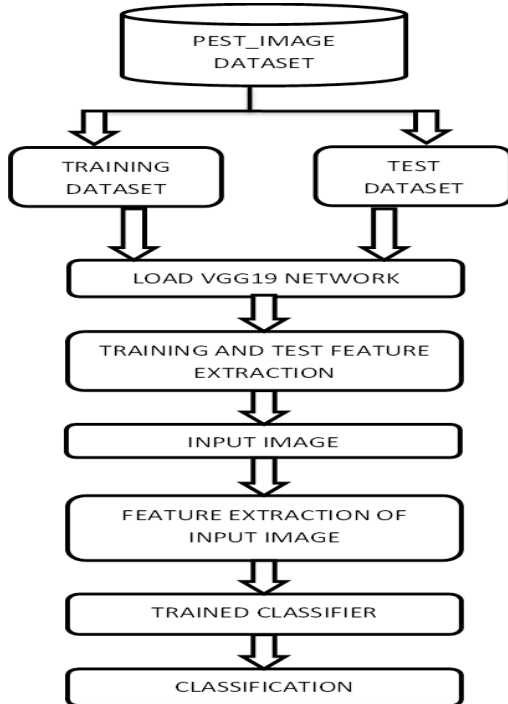 PEST_IMAGE
DATASET
TRAINING
DATASET
TEST
DATASET
LOAD VGG19 NETWORK
TRAINING AND TEST FEATURE
EXTRACTION
INPUT IMAGE
FEATURE EXTRACTION OF
INPUT IMAGE
TRAINED CLASSIFIER
CLASSIFICATION